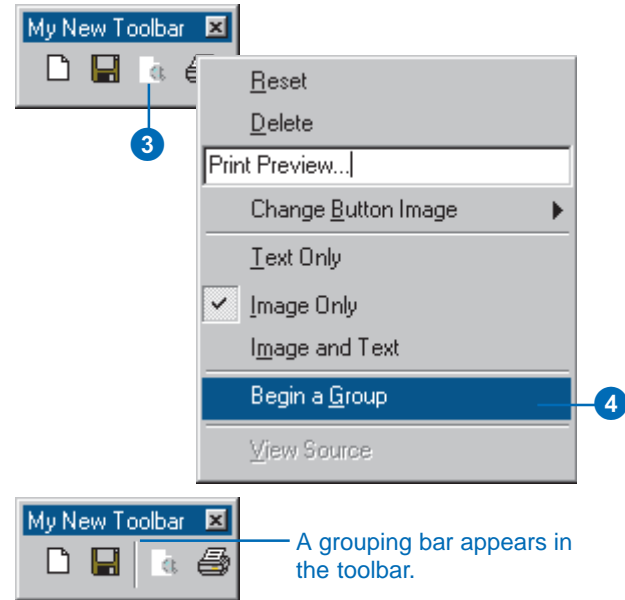 My New Toolbar
3
Reset
Delete
Print Preview...
Change Button Image
Text Only
Image Only
Image and Text
Begin a Group
4
View Source
My New Toolbar
A grouping bar appears in
the toolbar.